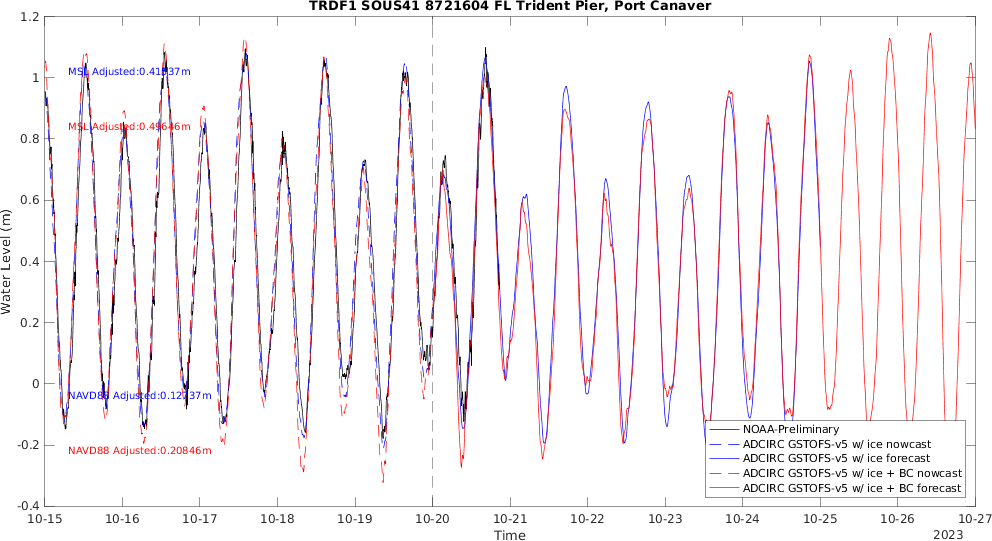 TRDF1 SOUS41 8721604 FL Trident Pier, Port Canaver
1.2
1
0.8
0.6
0.4
0.2
0
-0.2
-0.4
Water Level (m)
MSL Adjusted:0.41937m
MSL Adjusted:0.49646m
NAVD88 Adjusted:0.12737m
NAVD88 Adjusted:0.20846m
NOAA-Preliminary
ADCIRC GSTOFS-v5 w/ ice nowcast
ADCIRC GSTOFS-v5 w/ ice forecast
ADCIRC GSTOFS-v5 w/ ice + BC nowcast
ADCIRC GSTOFS-v5 w/ ice + BC forecast
10-15 10-16 10-17 10-18 10-19 10-20 10-21 10-22 10-23 10-24 10-25 10-26 10-27
Time
2023